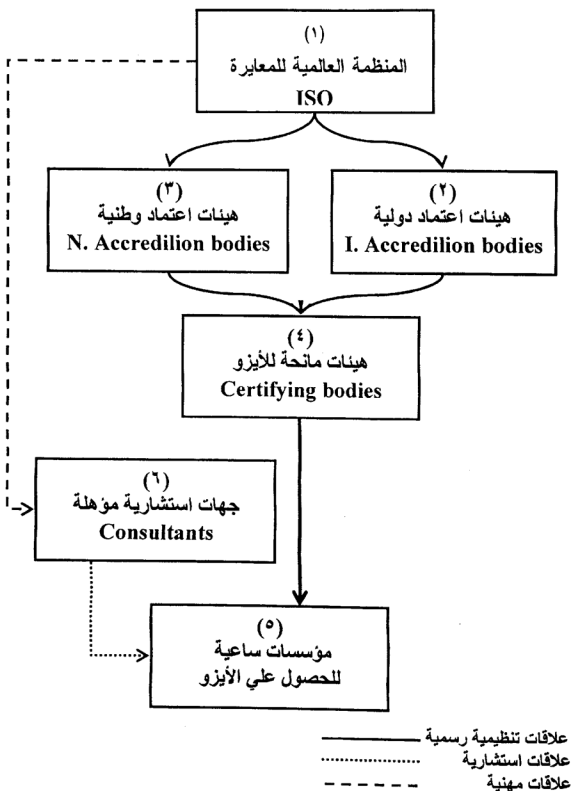 (١)
المنظمة العالمية للمعايرة
ISO
(٣)
هيئات اعتماد وطنية
N. Accredilion bodies
(٢)
هيئات اعتماد دولية
I. Accredilion bodies
(٤)
هيئات مانحة للأيزو
Certifying bodies
(٦)
جهات استشارية مؤهلة
Consultants
(٥)
مؤسسات ساعية
للحصول علي الأيزو
علاقات تنظيمية رسمية
علاقات استشارية
علاقات مهنية